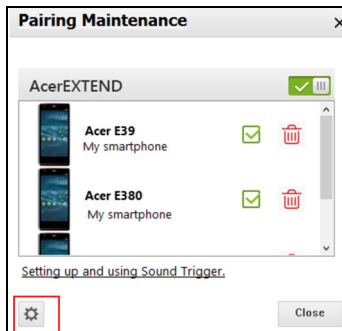 Pairing Maintenance
AcerEXTEND
Acer E39
My smartphone
Acer E380
My smartphone
Setting up and using Sound Trigger.
Close